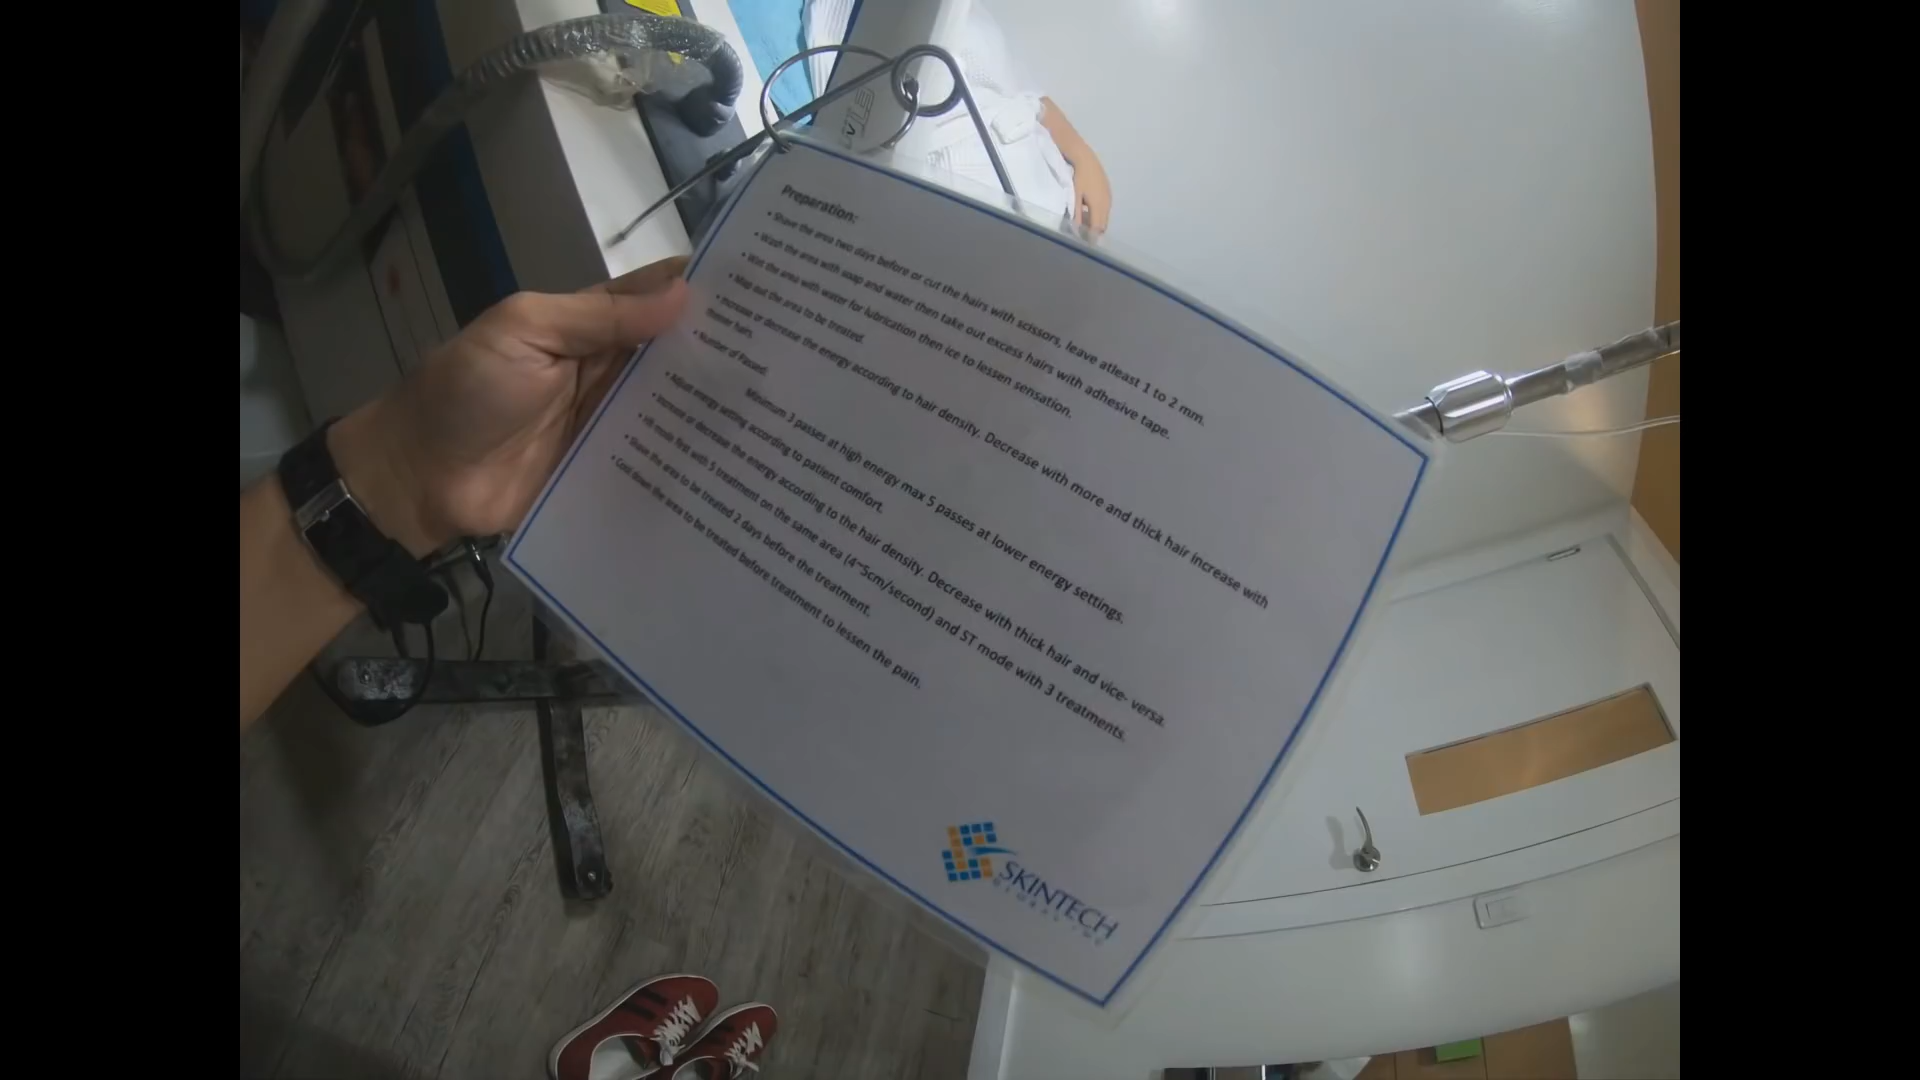 Preparation:
• Shave the area two days before or cut the hairs with scissors, leave atleast 1 to 2 mm.
• Wash the area with soap and water then take out excess hairs with adhesive tape.
• Wet the area with water for lubrication then ice to lessen sensation.
• Map out the area to be treated.
• Increase or decrease the energy according to hair density. Decrease with more and thick hair increase with
thinner hairs.
• Number of Passed:
Minimum 3 passes at high energy max 5 passes at lower energy settings.
• Adjust energy setting according to patient comfort.
• Increase or decrease the energy according to the hair density. Decrease with thick hair and vice- versa.
• HR mode first with 5 treatment on the same area (4~5cm/second) and ST mode with 3 treatments.
• Shave the area to be treated 2 days before the treatment.
• Cool down the area to be treated before treatment to lessen the pain.
SKINTECH
GLOBAL INC